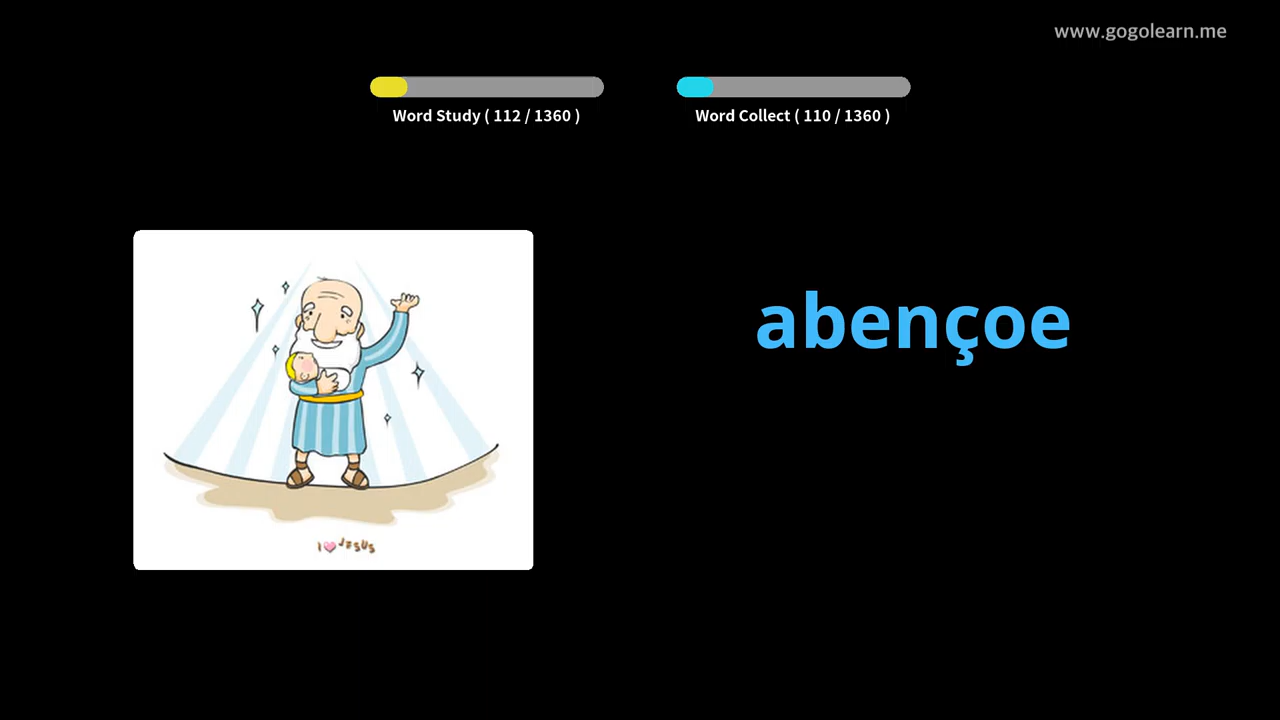 www.gogolearn.me
Word Study ( 112 / 1360 )
Word Collect ( 110 / 1360 )
abençoe
I ♥ JESUS